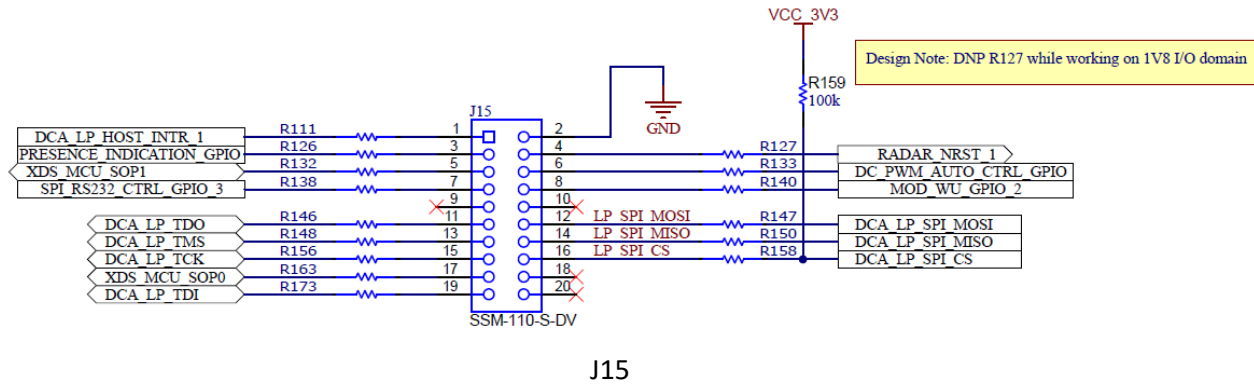 VCC_3V3
Design Note: DNP R127 while working on 1V8 I/O domain
R159
100k
GND
J15
DCA_LP_HOST_INTR_1 R111 1 2
PRESENCE_INDICATION_GPIO R126 3 4 R127 RADAR_NRST_1
XDS_MCU_SOP1 R132 5 6 R133 DC_PWM_AUTO_CTRL_GPIO
SPI_RS232_CTRL_GPIO_3 R138 7 8 R140 MOD_WU_GPIO_2
9 10
DCA_LP_TDO R146 11 12 LP_SPI_MOSI R147 DCA_LP_SPI_MOSI
DCA_LP_TMS R148 13 14 LP_SPI_MISO R150 DCA_LP_SPI_MISO
DCA_LP_TCK R156 15 16 LP_SPI_CS R158 DCA_LP_SPI_CS
XDS_MCU_SOP0 R163 17 18
DCA_LP_TDI R173 19 20
SSM-110-S-DV
J15